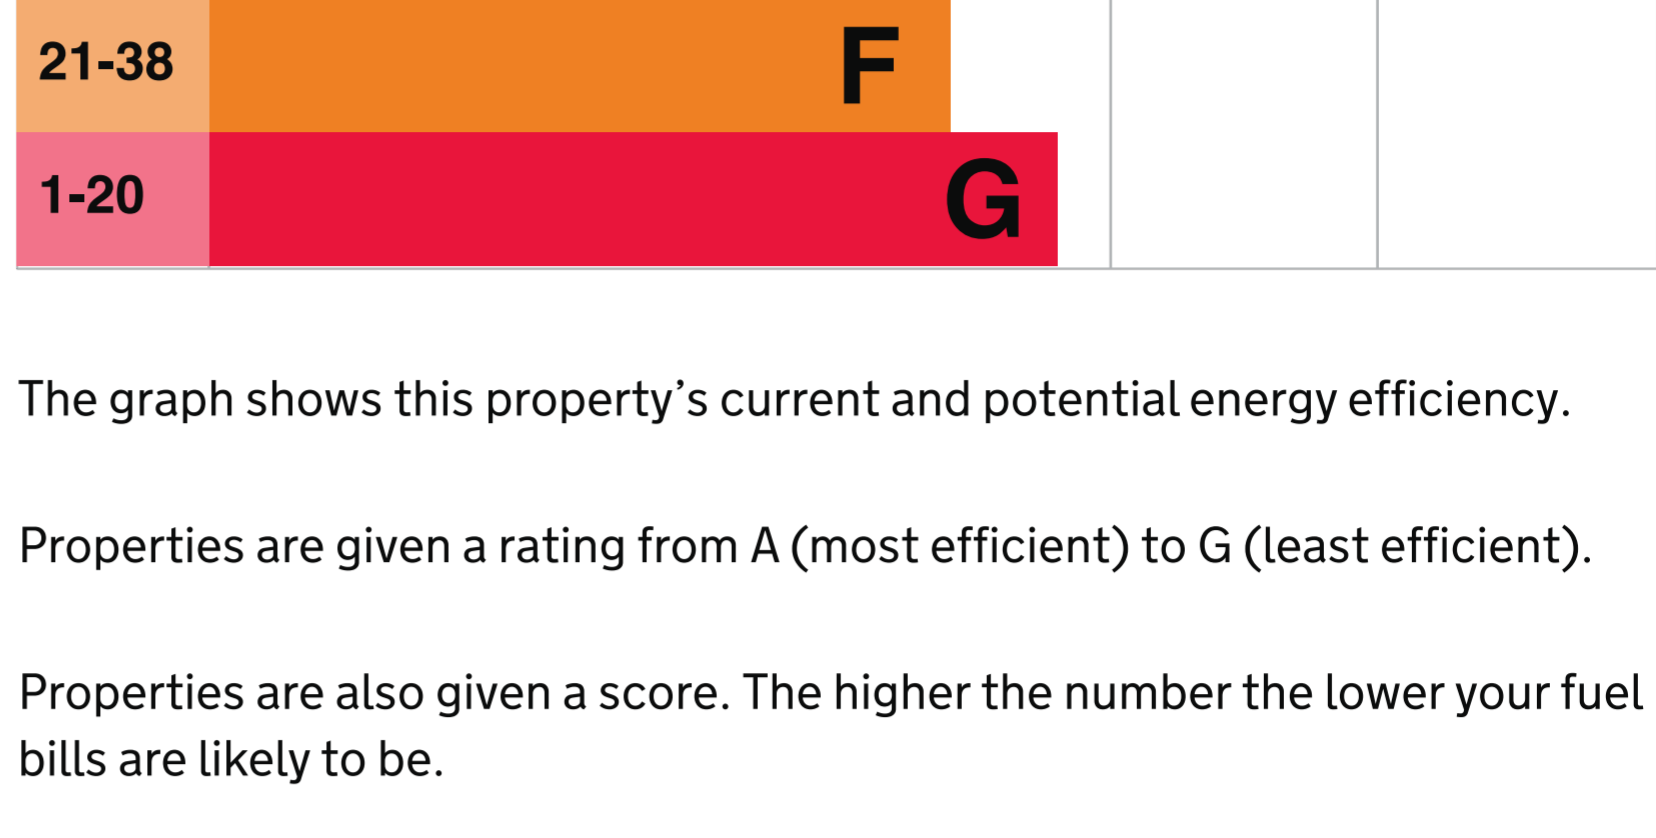 21-38 F
1-20 G
The graph shows this property’s current and potential energy efficiency.
Properties are given a rating from A (most efficient) to G (least efficient).
Properties are also given a score. The higher the number the lower your fuel
bills are likely to be.